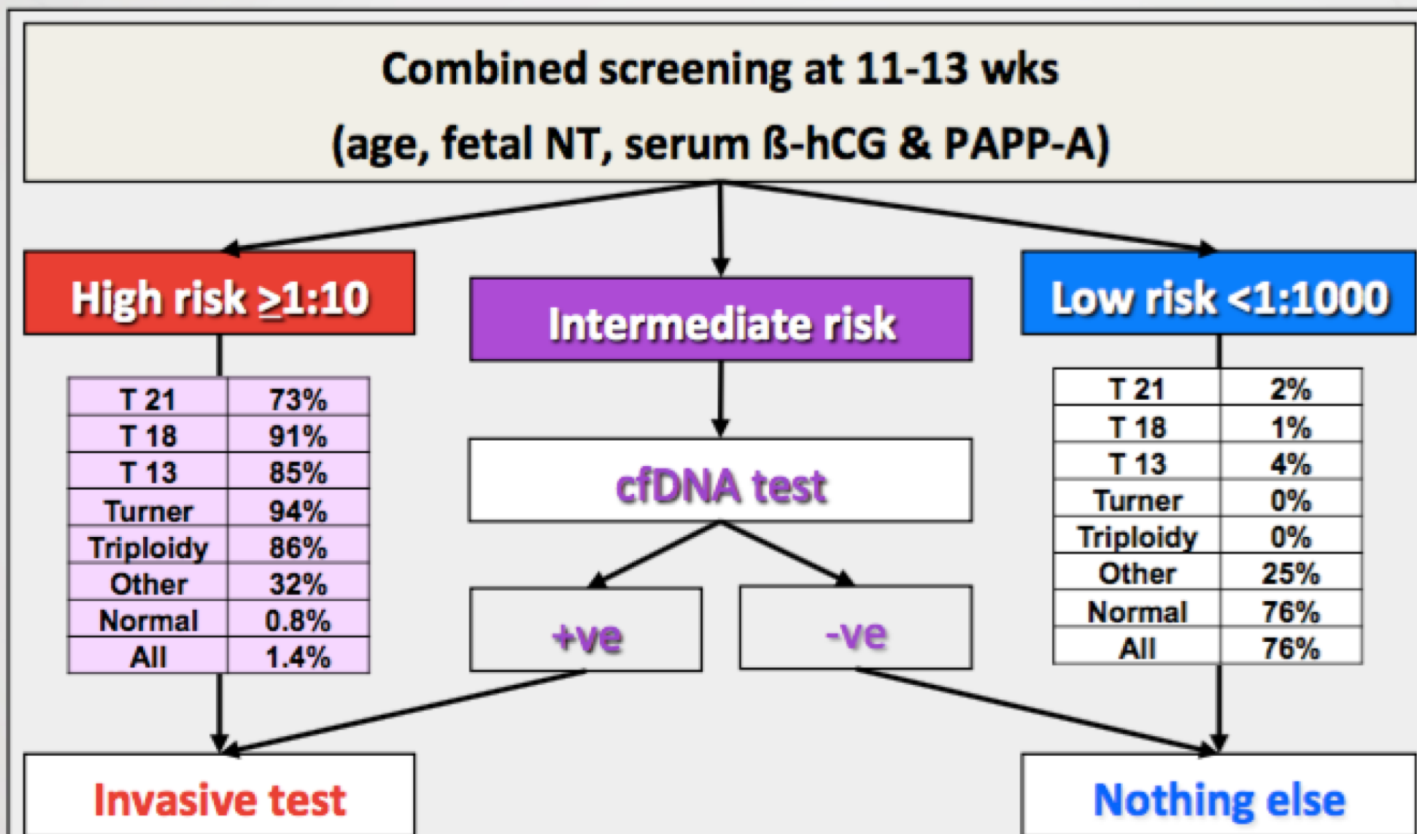 Combined screening at 11-13 wks
(age, fetal NT, serum ß-hCG & PAPP-A)
High risk ≥1:10
Intermediate risk
Low risk <1:1000
T 21 73%
T 18 91%
T 13 85%
Turner 94%
Triploidy 86%
Other 32%
Normal 0.8%
All 1.4%
cfDNA test
+ve
-ve
T 21 2%
T 18 1%
T 13 4%
Turner 0%
Triploidy 0%
Other 25%
Normal 76%
All 76%
Invasive test
Nothing else